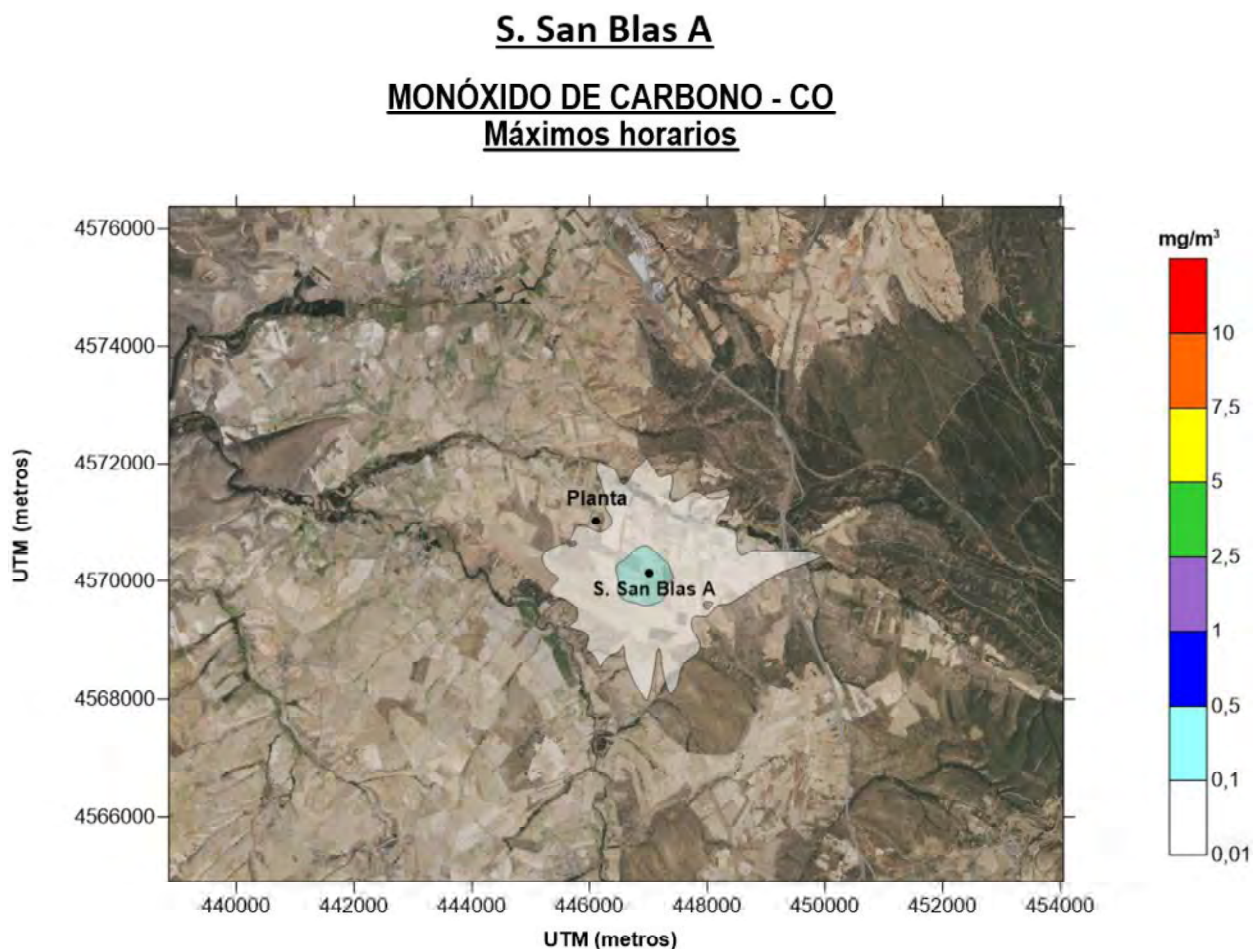 S. San Blas A
MONÓXIDO DE CARBONO - CO
Máximos horarios
4576000
4574000
4572000
4570000
4568000
4566000
UTM (metros)
Planta
S. San Blas A
440000 442000 444000 446000 448000 450000 452000 454000
UTM (metros)
mg/m³
10
7,5
5
2,5
1
0,5
0,1
0,01